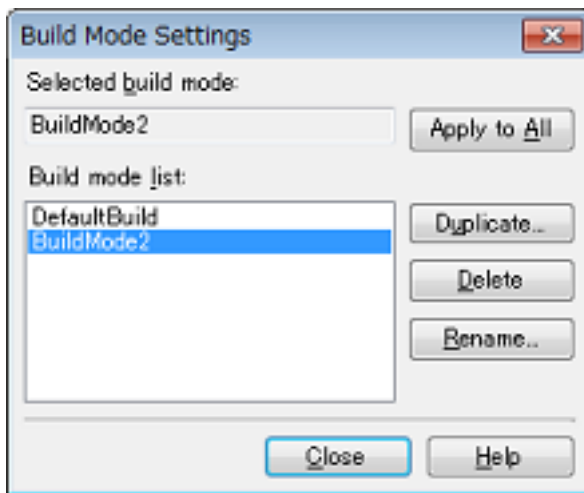 Build Mode Settings
Selected build mode:
BuildMode2
Apply to All
Build mode list:
DefaultBuild
BuildMode2
Duplicate...
Delete
Rename...
Close
Help